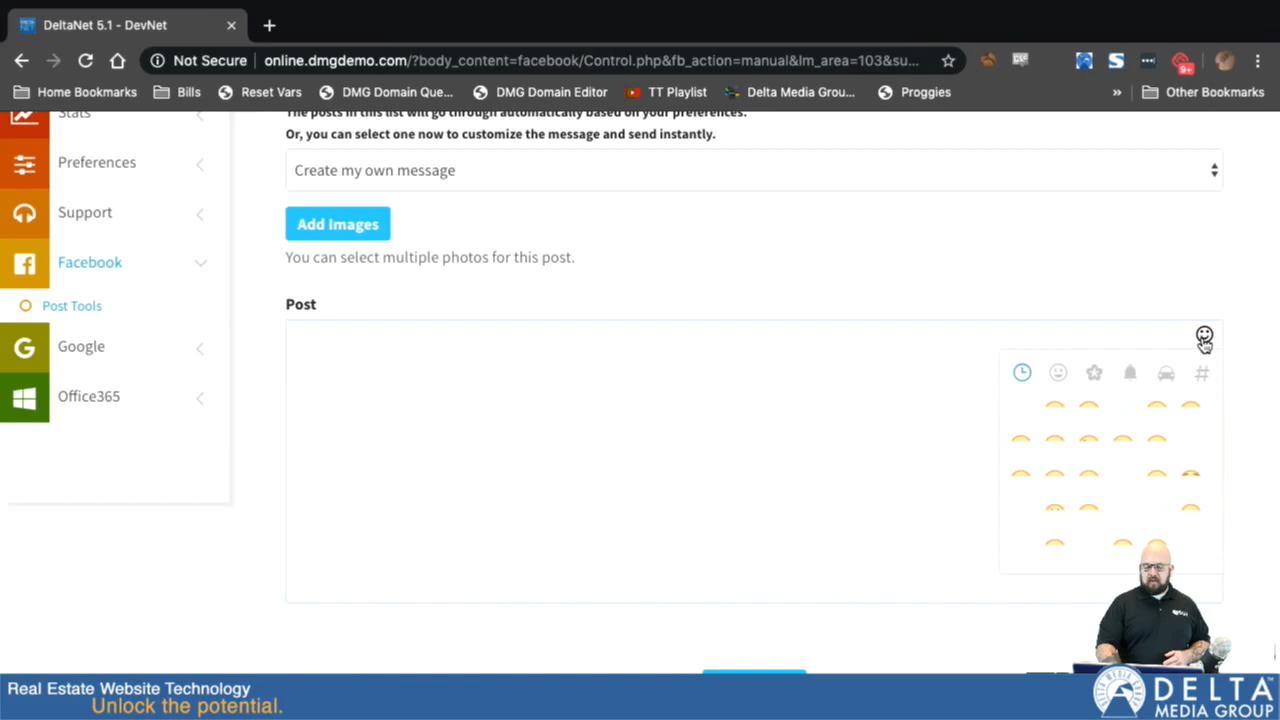 DeltaNet 5.1 - DevNet
Not Secure
online.dmgdemo.com/?body_content=facebook/Control.php&fb_action=manual&lm_area=103&su...
9+
Home Bookmarks
Bills
Reset Vars
DMG Domain Que...
DMG Domain Editor
TT Playlist
Delta Media Grou...
Proggies
»
Other Bookmarks
Stats
Preferences
Support
Facebook
Post Tools
Google
Office365
The posts in this list will go through automatically based on your preferences.
Or, you can select one now to customize the message and send instantly.
Create my own message
Add Images
You can select multiple photos for this post.
Post
#
Real Estate Website Technology
Unlock the potential.
DELTA
MEDIA GROUP